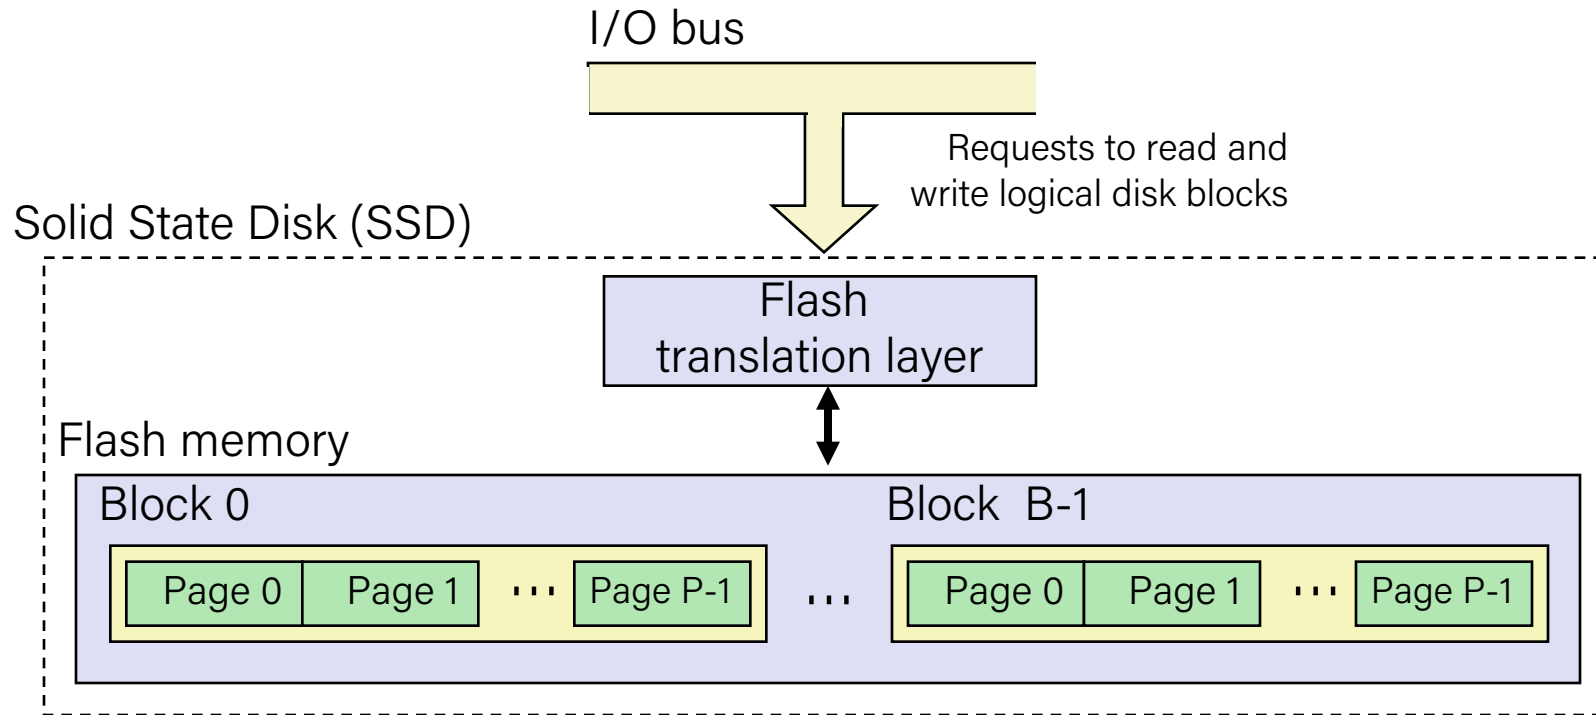 I/O bus
Requests to read and
write logical disk blocks
Solid State Disk (SSD)
Flash
translation layer
Flash memory
Block 0
Block B-1
Page 0 Page 1 ... Page P-1 ... Page 0 Page 1 ... Page P-1